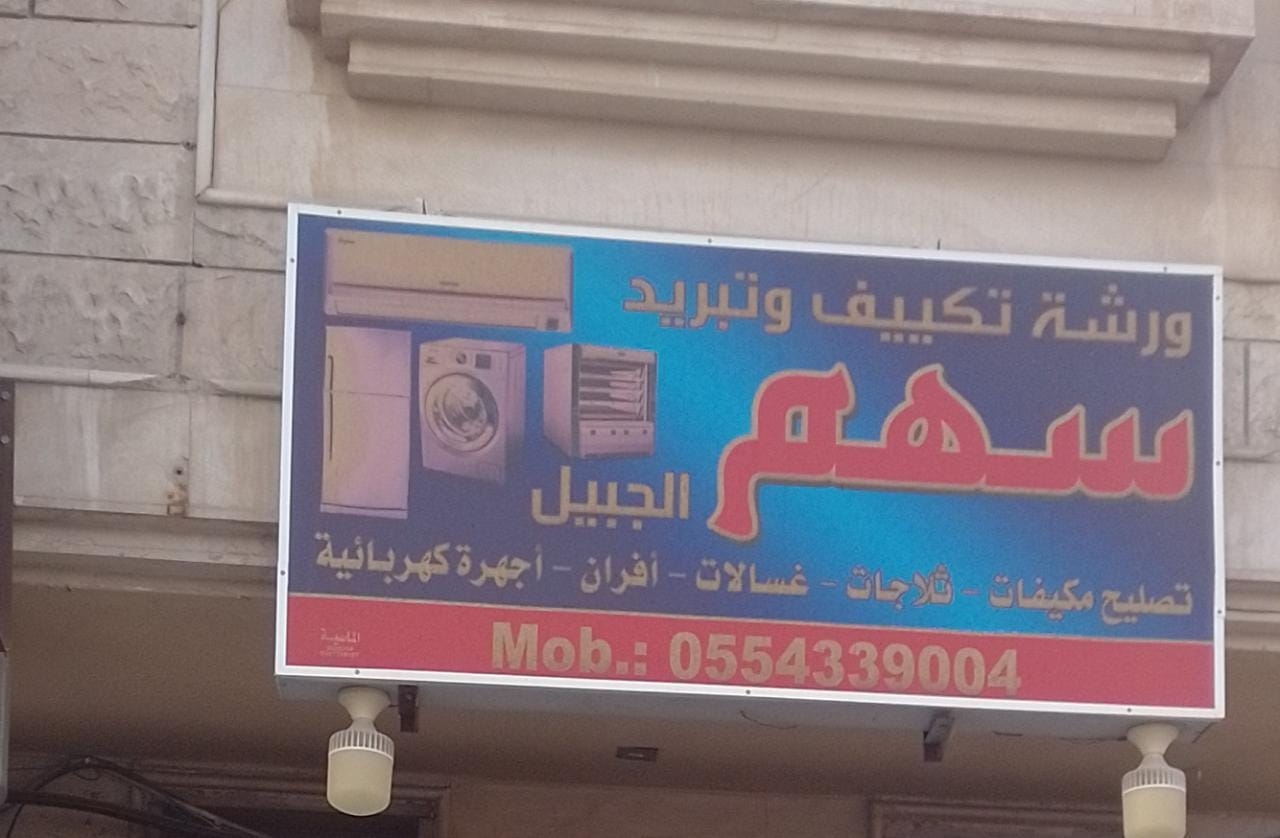 ورشة تكييف وتبريد
سهم
الجبيل
تصليح مكيفات - ثلاجات - غسالات - أفران - أجهزة كهربائية
Mob.: 0554339004